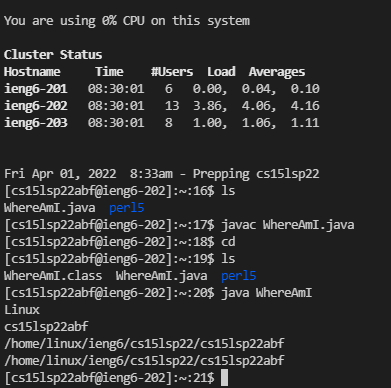 You are using 0% CPU on this system
Cluster Status
Hostname Time #Users Load Averages
ieng6-201 08:30:01 6 0.00, 0.04, 0.10
ieng6-202 08:30:01 13 3.86, 4.06, 4.16
ieng6-203 08:30:01 8 1.00, 1.06, 1.11
Fri Apr 01, 2022 8:33am - Prepping cs15lsp22
[cs15lsp22abf@ieng6-202]:~:16$ ls
WhereAmI.java perl5
[cs15lsp22abf@ieng6-202]:~:17$ javac WhereAmI.java
[cs15lsp22abf@ieng6-202]:~:18$ cd
[cs15lsp22abf@ieng6-202]:~:19$ ls
WhereAmI.class WhereAmI.java perl5
[cs15lsp22abf@ieng6-202]:~:20$ java WhereAmI
Linux
cs15lsp22abf
/home/linux/ieng6/cs15lsp22/cs15lsp22abf
/home/linux/ieng6/cs15lsp22/cs15lsp22abf
[cs15lsp22abf@ieng6-202]:~:21$